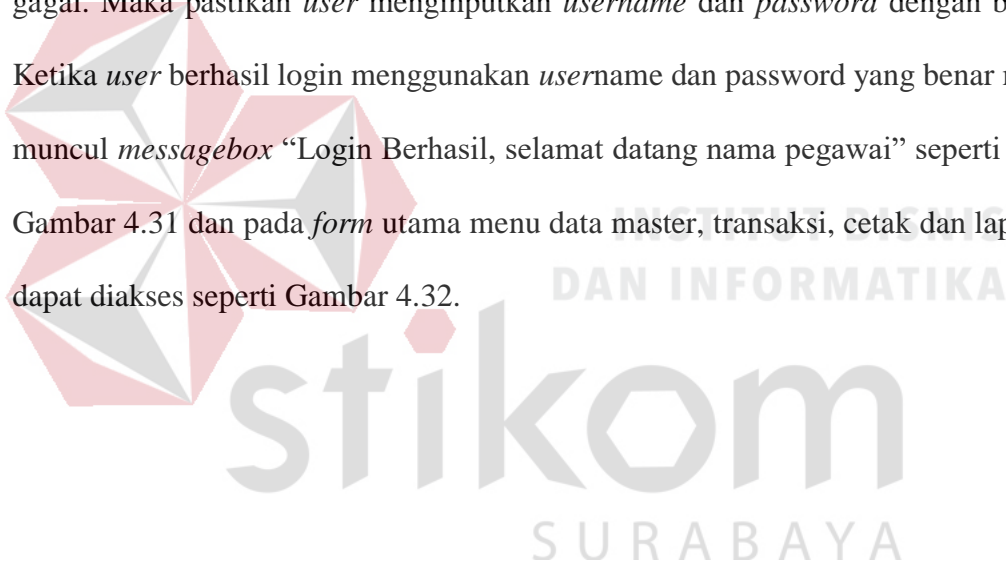 gagal. Maka pastikan user menginputkan username dan password dengan
Ketika user berhasil login menggunakan username dan password yang benar
muncul messagebox “Login Berhasil, selamat datang nama pegawai” seperti
Gambar 4.31 dan pada form utama menu data master, transaksi, cetak dan
dapat diakses seperti Gambar 4.32.
INSTITUT BISNIS
DAN INFORMATIKA
stikom
SURABAYA